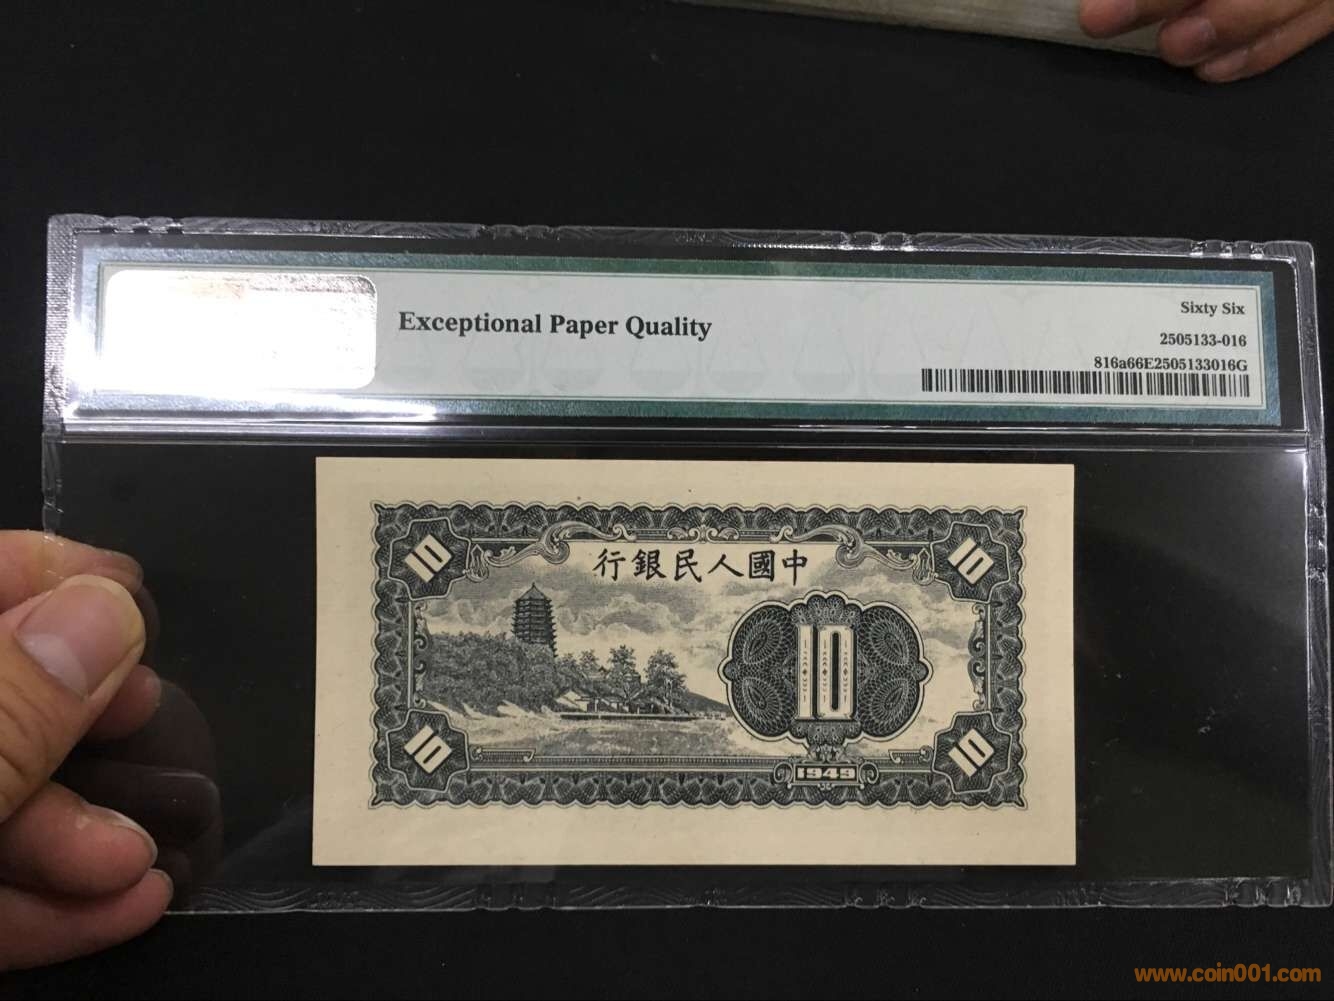 Exceptional Paper Quality
Sixty Six
2505133-016
816a66E2505133016G
行銀民人國中
10
10
10
10
10
1949
www.coin001.com